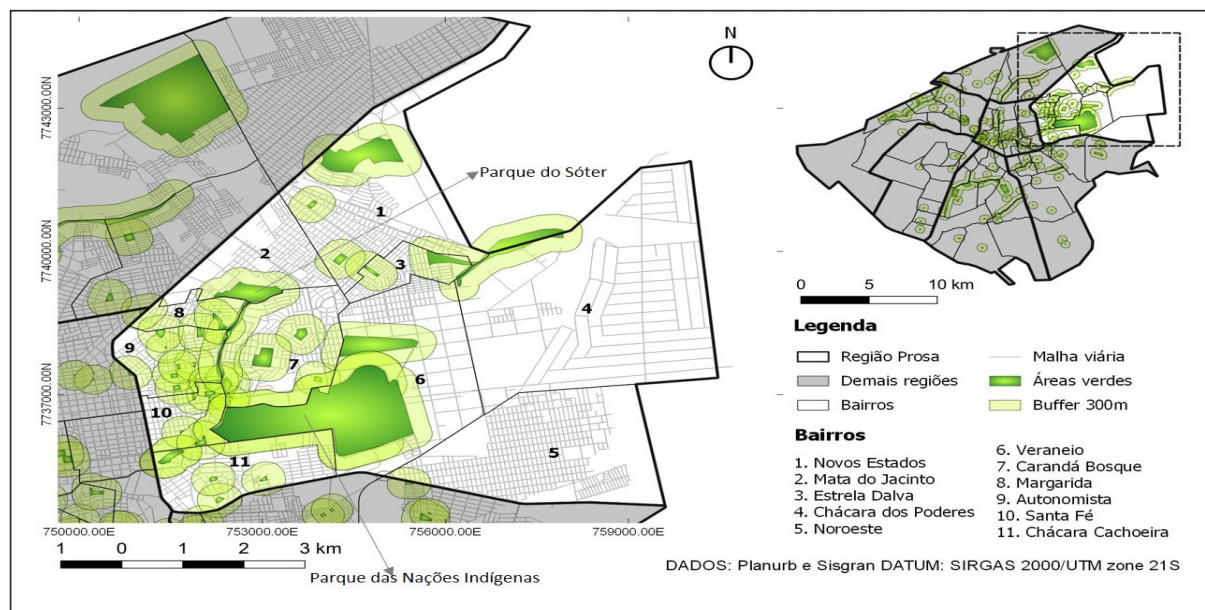 N
7743000.00N
7740000.00N
7737000.00N
Parque do Sóter
1
2
3
4
5
6
7
8
9
10
11
750000.00E 753000.00E 756000.00E 759000.00E
1 0 1 2 3 km
Parque das Nações Indígenas
0 5 10 km
Legenda
Região Prosa
Demais regiões
Bairros
Malha viária
Áreas verdes
Buffer 300m
Bairros
1. Novos Estados
2. Mata do Jacinto
3. Estrela Dalva
4. Chácara dos Poderes
5. Noroeste
6. Veraneio
7. Carandá Bosque
8. Margarida
9. Autonomista
10. Santa Fé
11. Chácara Cachoeira
DADOS: Planurb e Sisgran DATUM: SIRGAS 2000/UTM zone 21S